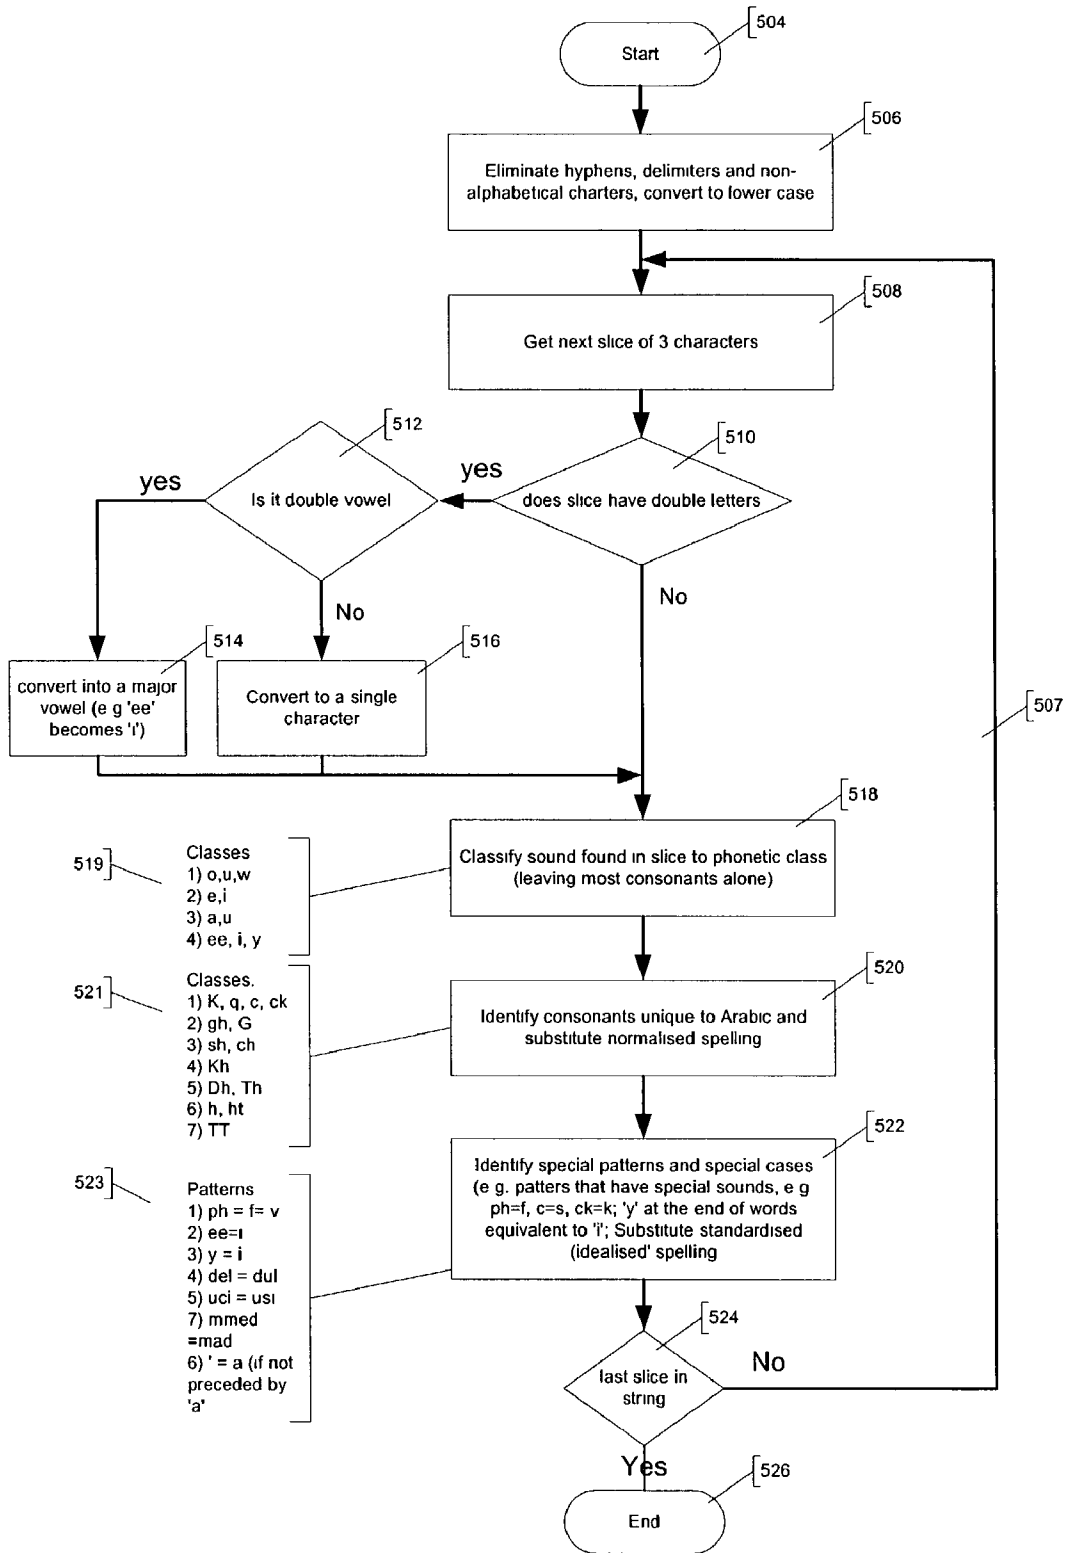 504
Start
506
Eliminate hyphens, delimiters and non-
alphabetical charters, convert to lower case
508
Get next slice of 3 characters
512
510
yes
yes
Is it double vowel
does slice have double letters
No
No
514
516
convert into a major
vowel (e g 'ee'
becomes 'i')
Convert to a single
character
507
518
Classify sound found in slice to phonetic class
(leaving most consonants alone)
519
Classes
1) o,u,w
2) e,i
3) a,u
4) ee, i, y
520
Identify consonants unique to Arabic and
substitute normalised spelling
521
Classes.
1) K, q, c, ck
2) gh, G
3) sh, ch
4) Kh
5) Dh, Th
6) h, ht
7) TT
522
Identify special patterns and special cases
(e g. patters that have special sounds, e g
ph=f, c=s, ck=k; 'y' at the end of words
equivalent to 'i'; Substitute standardised
(idealised' spelling
523
Patterns
1) ph = f= v
2) ee=i
3) y = i
4) del = dul
5) uci = usi
7) mmed
=mad
6) ' = a (if not
preceded by
'a'
524
last slice in
string
No
Yes
526
End